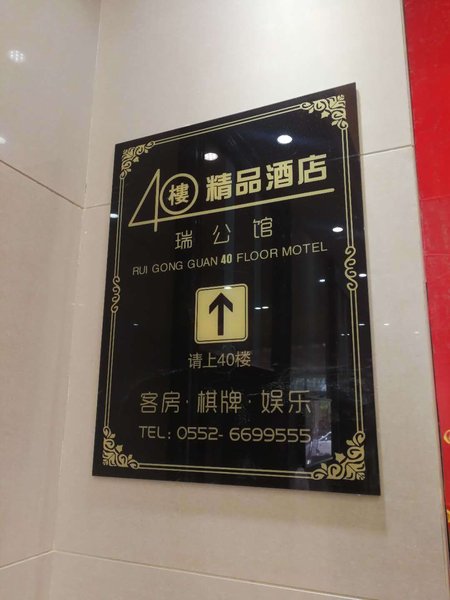 40樓 精品酒店
瑞公馆
RUI GONG GUAN 40 FLOOR MOTEL
请上40楼
客房·棋牌·娱乐
TEL: 0552-6699555